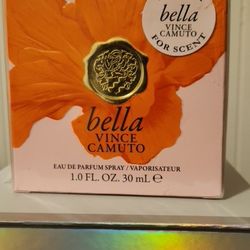 bella
VINCE
CAMUTO
FOR SCENT
bella
VINCE
CAMUTO
EAU DE PARFUM SPRAY / VAPORISATEUR
1.0 FL. OZ. 30 mL ℮